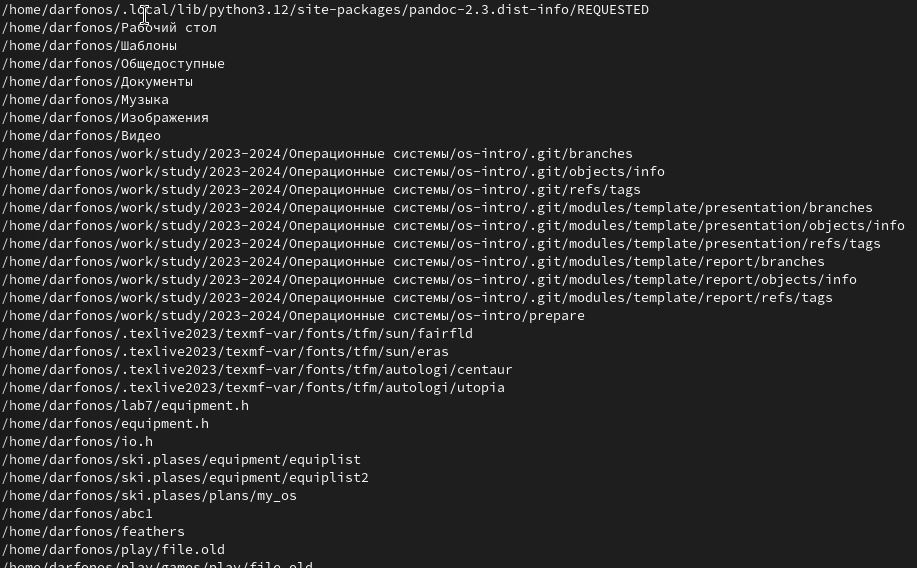 /home/darfonos/.local/lib/python3.12/site-packages/pandoc-2.3.dist-info/REQUESTED
/home/darfonos/Рабочий стол
/home/darfonos/Шаблоны
/home/darfonos/Общедоступные
/home/darfonos/Документы
/home/darfonos/Музыка
/home/darfonos/Изображения
/home/darfonos/Видео
/home/darfonos/work/study/2023-2024/Операционные системы/os-intro/.git/branches
/home/darfonos/work/study/2023-2024/Операционные системы/os-intro/.git/objects/info
/home/darfonos/work/study/2023-2024/Операционные системы/os-intro/.git/refs/tags
/home/darfonos/work/study/2023-2024/Операционные системы/os-intro/.git/modules/template/presentation/branches
/home/darfonos/work/study/2023-2024/Операционные системы/os-intro/.git/modules/template/presentation/objects/info
/home/darfonos/work/study/2023-2024/Операционные системы/os-intro/.git/modules/template/presentation/refs/tags
/home/darfonos/work/study/2023-2024/Операционные системы/os-intro/.git/modules/template/report/branches
/home/darfonos/work/study/2023-2024/Операционные системы/os-intro/.git/modules/template/report/objects/info
/home/darfonos/work/study/2023-2024/Операционные системы/os-intro/.git/modules/template/report/refs/tags
/home/darfonos/work/study/2023-2024/Операционные системы/os-intro/prepare
/home/darfonos/.texlive2023/texmf-var/fonts/tfm/sun/fairfld
/home/darfonos/.texlive2023/texmf-var/fonts/tfm/sun/eras
/home/darfonos/.texlive2023/texmf-var/fonts/tfm/autologi/centaur
/home/darfonos/.texlive2023/texmf-var/fonts/tfm/autologi/utopia
/home/darfonos/lab7/equipment.h
/home/darfonos/equipment.h
/home/darfonos/io.h
/home/darfonos/ski.plases/equipment/equiplist
/home/darfonos/ski.plases/equipment/equiplist2
/home/darfonos/ski.plases/plans/my_os
/home/darfonos/abc1
/home/darfonos/feathers
/home/darfonos/play/file.old
/home/darfonos/play/games/play/file.old